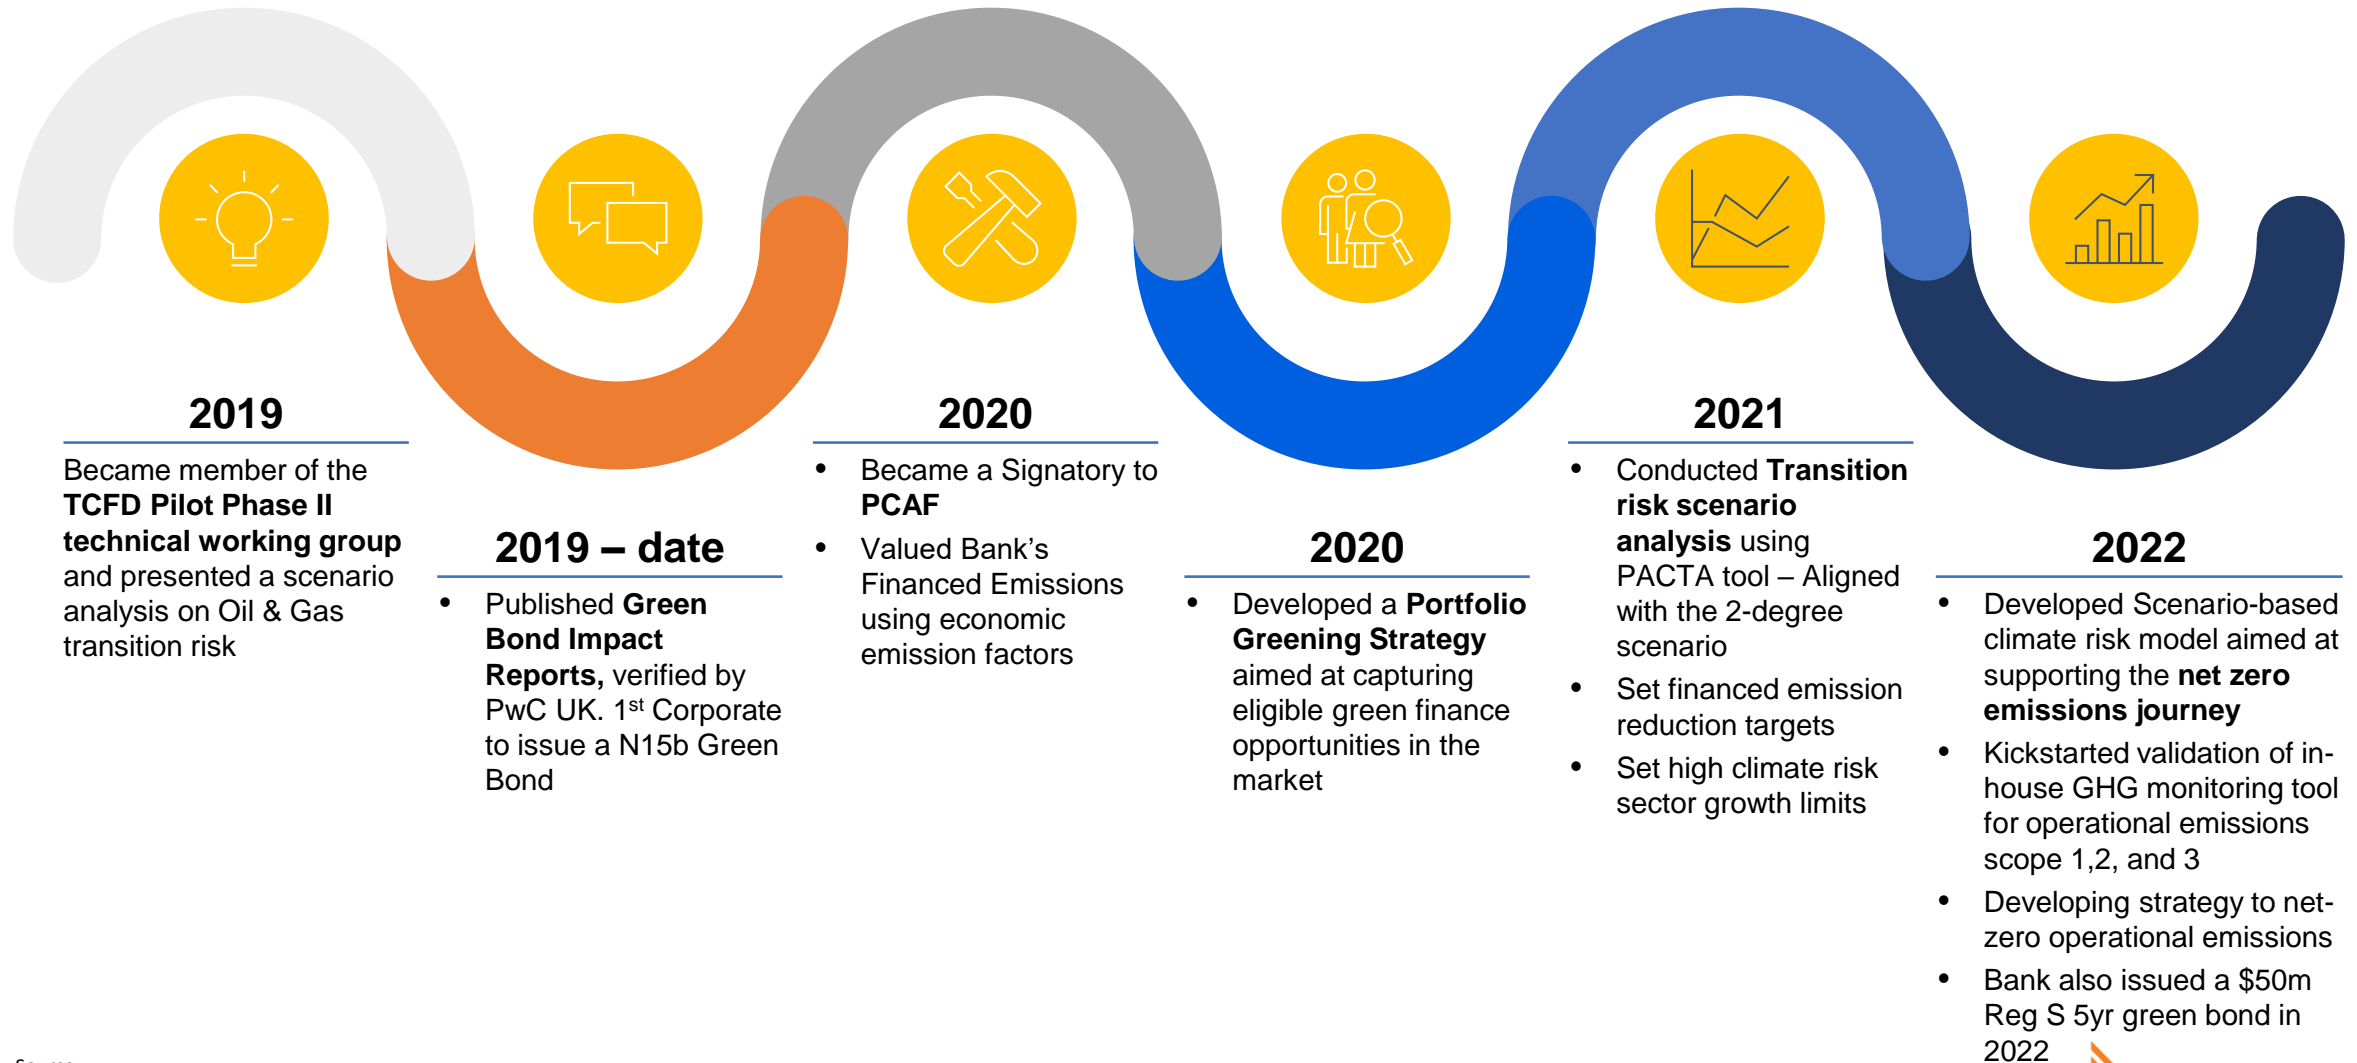 2019
Became member of the
TCFD Pilot Phase II
technical working group
and presented a scenario
analysis on Oil & Gas
transition risk
2019 – date
• Published Green
Bond Impact
Reports, verified by
PwC UK. 1st Corporate
to issue a N15b Green
Bond
2020
• Became a Signatory to
PCAF
• Valued Bank's
Financed Emissions
using economic
emission factors
2020
• Developed a Portfolio
Greening Strategy
aimed at capturing
eligible green finance
opportunities in the
market
2021
• Conducted Transition
risk scenario
analysis using
PACTA tool – Aligned
with the 2-degree
scenario
• Set financed emission
reduction targets
• Set high climate risk
sector growth limits
2022
• Developed Scenario-based
climate risk model aimed at
supporting the net zero
emissions journey
• Kickstarted validation of in-
house GHG monitoring tool
for operational emissions
scope 1,2, and 3
• Developing strategy to net-
zero operational emissions
• Bank also issued a $50m
Reg S 5yr green bond in
2022